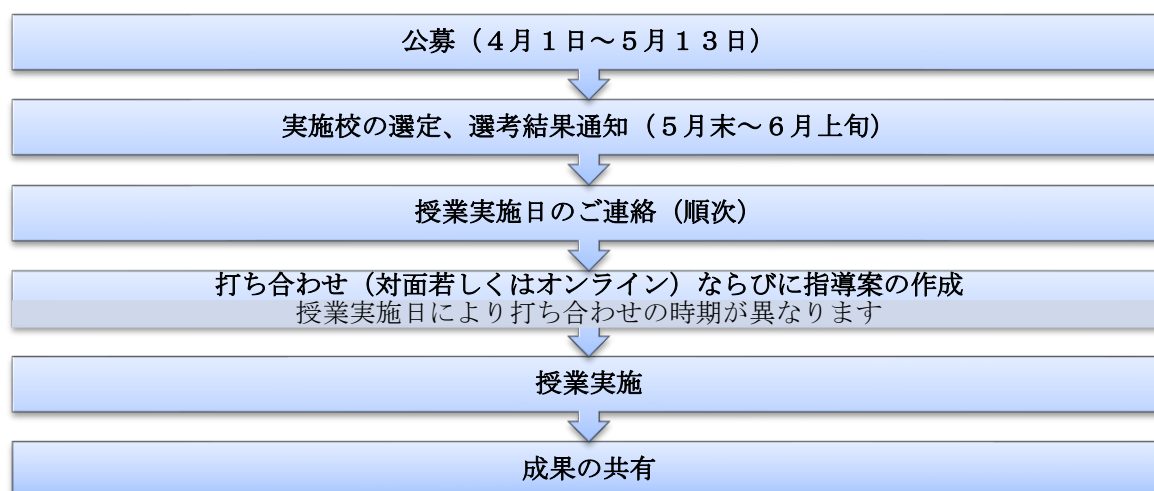 公募（４月１日～５月１３日）
実施校の選定、選考結果通知（５月末～６月上旬）
授業実施日のご連絡（順次）
打ち合わせ（対面若しくはオンライン）ならびに指導案の作成
授業実施日により打ち合わせの時期が異なります
授業実施
成果の共有